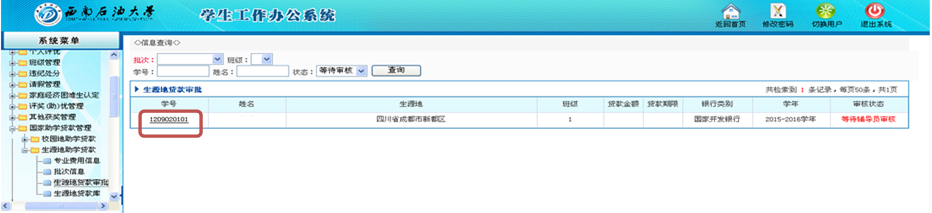 西南石油大学 学生工作办公系统
返回首页 修改密码 切换用户 退出系统
系统菜单
个人评优
班级管理
违纪处分
请假管理
家庭经济困难生认定
评奖(助)优管理
其他获奖管理
国家助学贷款管理
校园地助学贷款
生源地助学贷款
专业费用信息
批次信息
生源地贷款审批
生源地贷款库
◇信息查询◇
批次: 班级:
学号: 姓名: 状态: 等待审核 查询
生源地贷款审批 共检索到 1 条记录,每页50条,共1页
学号 姓名 生源地 班级 贷款金额 贷款期限 银行类别 学年 审核状态
1209020101 四川省成都市新都区 1 国家开发银行 2015-2016学年 等待辅导员审核